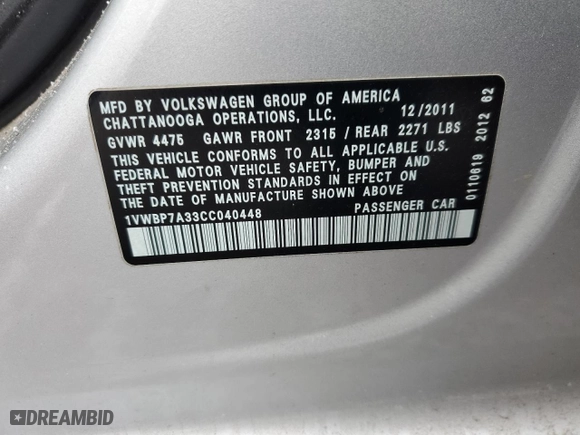 MFD BY VOLKSWAGEN GROUP OF AMERICA
CHATTANOOGA OPERATIONS, LLC. 12/2011
GVWR 4475 GAWR FRONT 2315 / REAR 2271 LBS
THIS VEHICLE CONFORMS TO ALL APPLICABLE U.S.
FEDERAL MOTOR VEHICLE SAFETY, BUMPER AND
THEFT PREVENTION STANDARDS IN EFFECT ON
THE DATE OF MANUFACTURE SHOWN ABOVE
1VWBP7A33CC040448 PASSENGER CAR
0110619 2012 62
DREAMBID